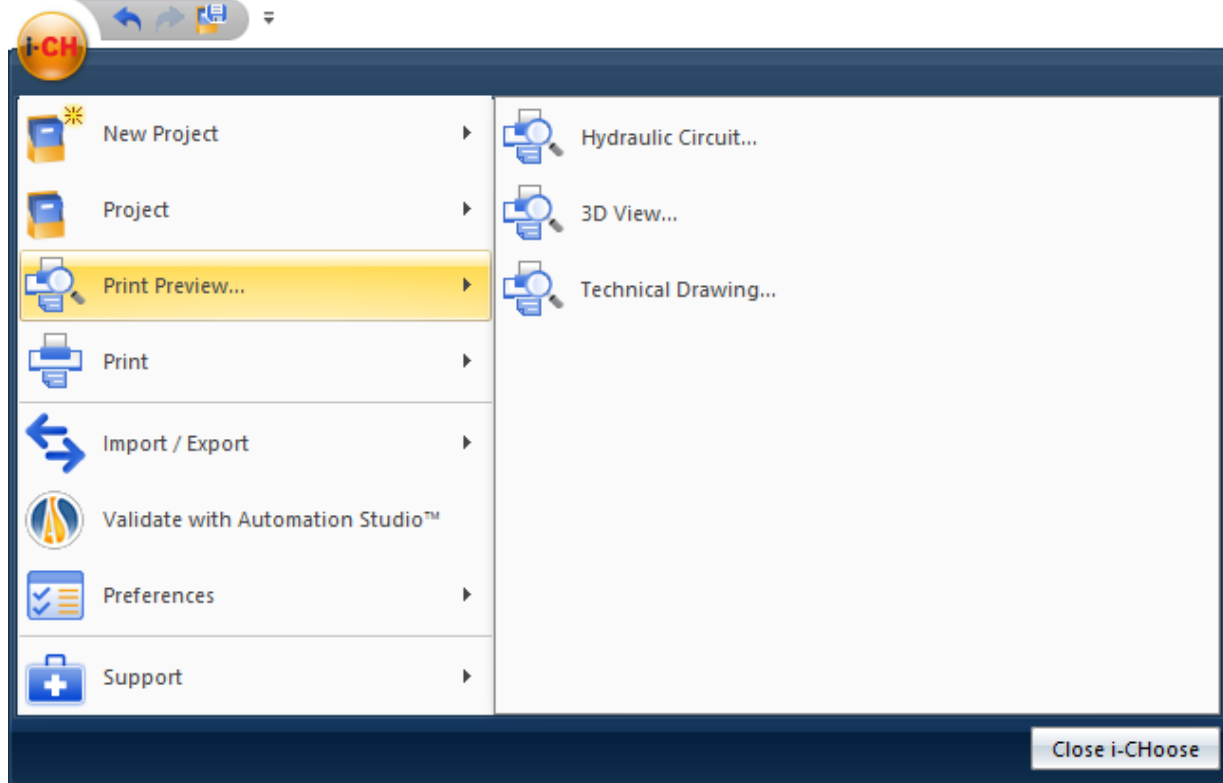 i-CH
New Project
Project
Print Preview...
Print
Import / Export
Validate with Automation Studio™
Preferences
Support
Hydraulic Circuit...
3D View...
Technical Drawing...
Close i-CHoose